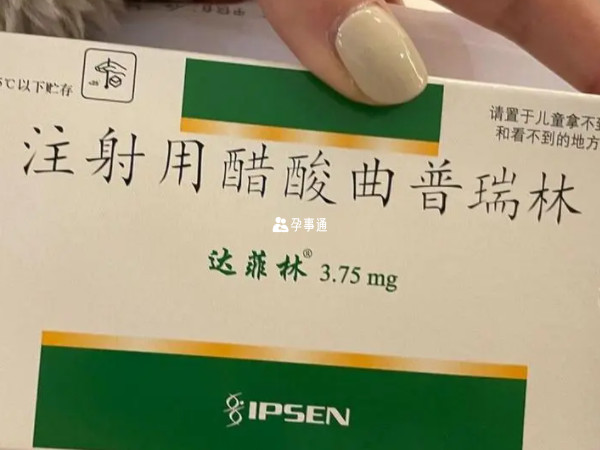 5℃以下贮存
请置于儿童拿不到
和看不到的地方
注射用醋酸曲普瑞林
孕事通
达菲林® 3.75 mg
IPSEN